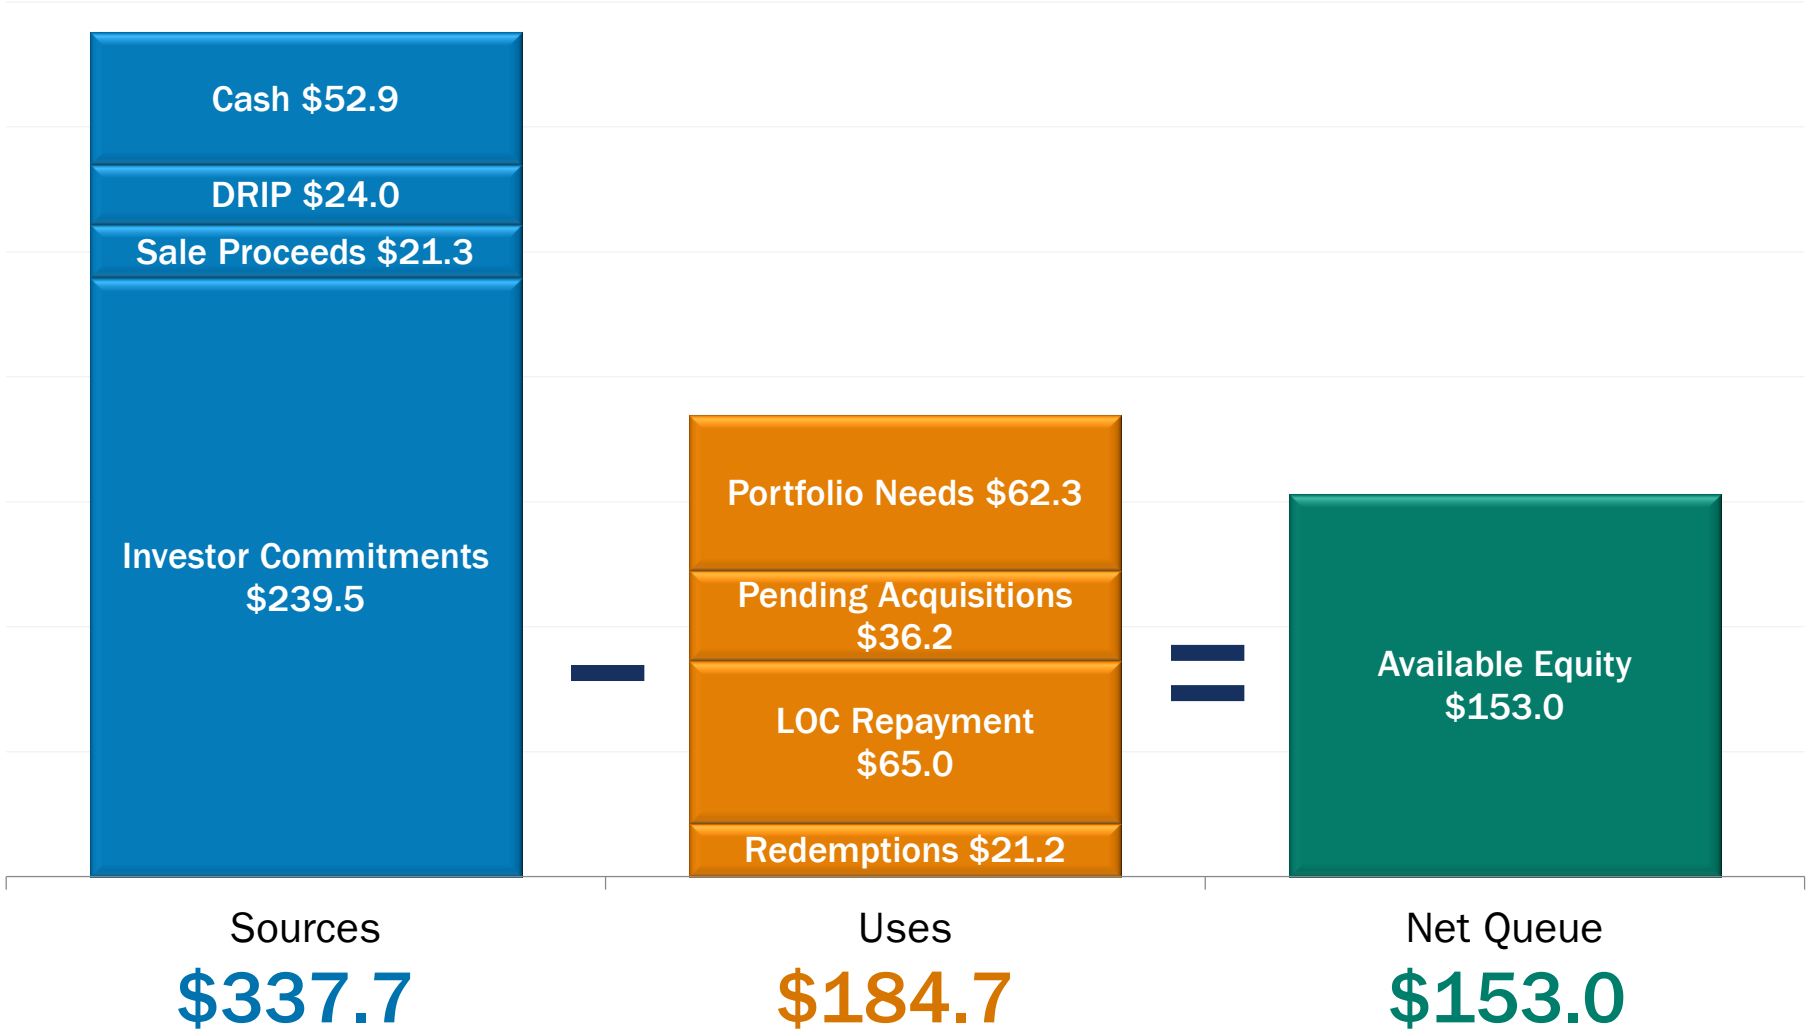 Cash $52.9
DRIP $24.0
Sale Proceeds $21.3
Investor Commitments
$239.5
Portfolio Needs $62.3
Pending Acquisitions
$36.2
LOC Repayment
$65.0
Redemptions $21.2
Available Equity
$153.0
Sources
$337.7
Uses
$184.7
Net Queue
$153.0